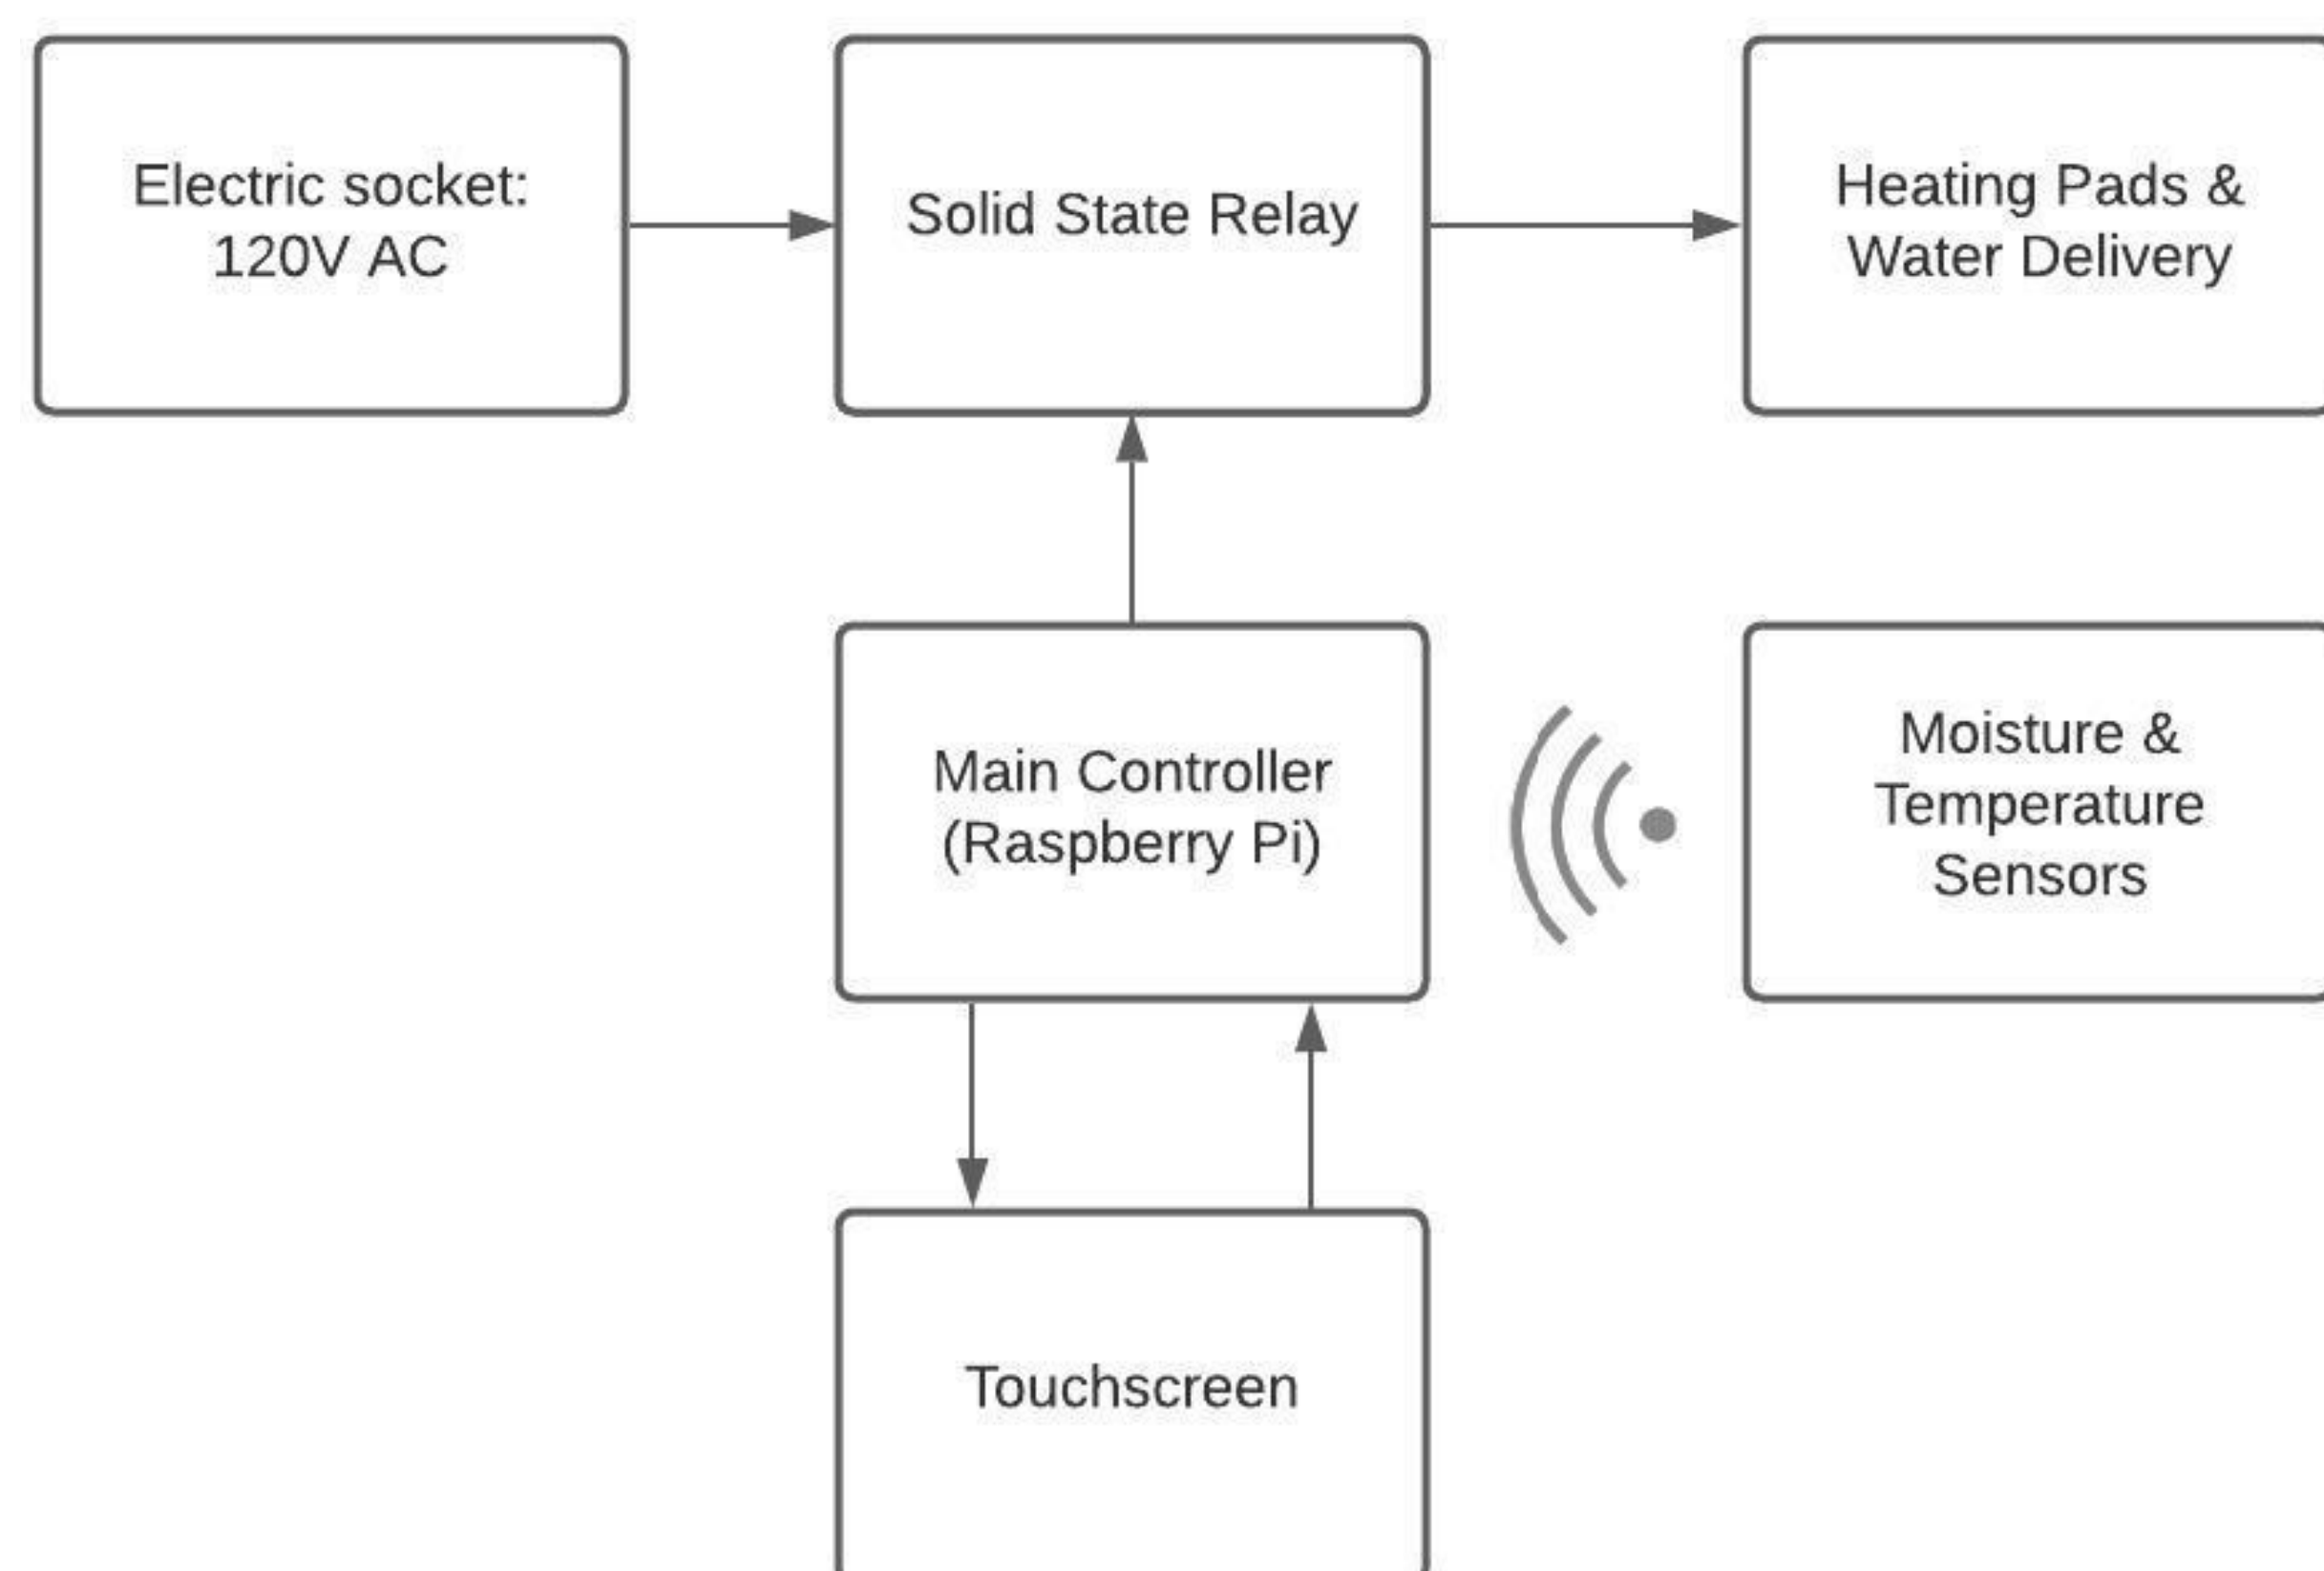 Electric socket:
120V AC
Solid State Relay
Heating Pads &
Water Delivery
Main Controller
(Raspberry Pi)
Moisture &
Temperature
Sensors
Touchscreen